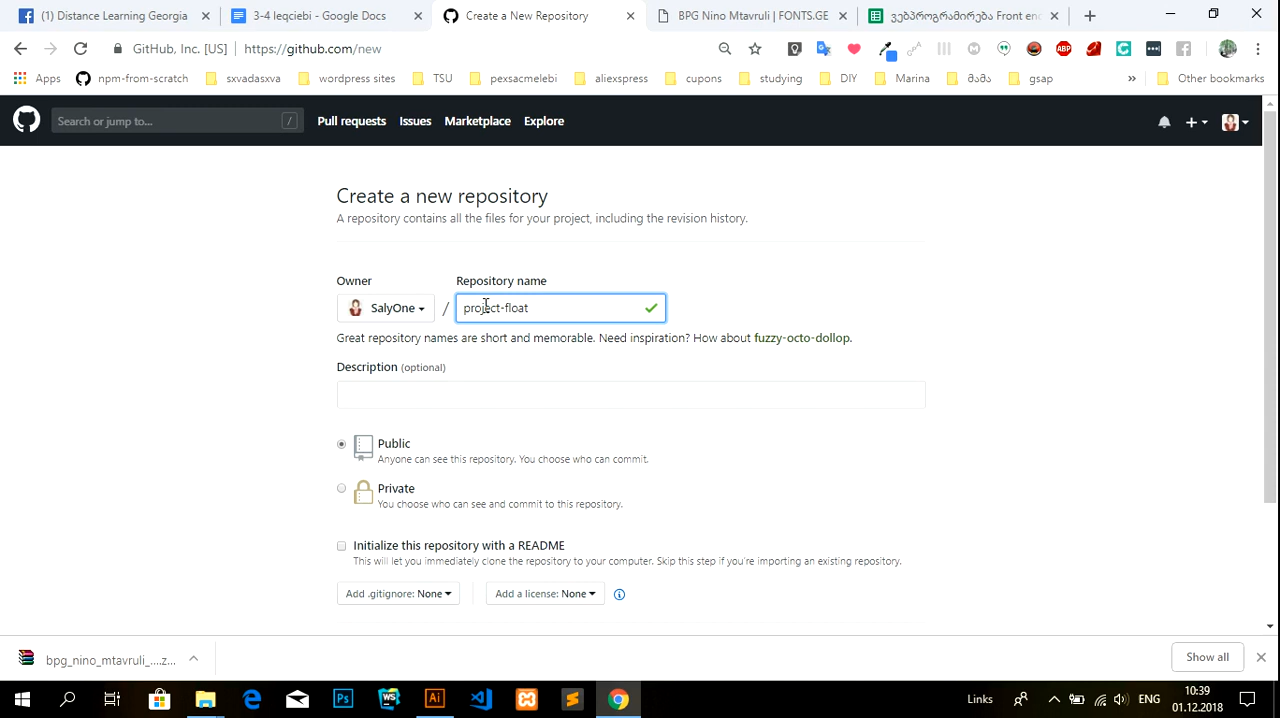 (1) Distance Learning Georgia
3-4 leqciebi - Google Docs
Create a New Repository
BPG Nino Mtavruli | FONTS.GE
ვებპროგრამირება Front en
GitHub, Inc. [US]
https://github.com/new
Apps
npm-from-scratch
sxvadasxva
wordpress sites
TSU
pexsacmelebi
aliexspress
cupons
studying
DIY
Marina
მამა
gsap
»
Other bookmarks
Search or jump to...
/
Pull requests
Issues
Marketplace
Explore
Create a new repository
A repository contains all the files for your project, including the revision history.
Owner
Repository name
SalyOne
/
project-float
Great repository names are short and memorable. Need inspiration? How about fuzzy-octo-dollop.
Description (optional)
Public
Anyone can see this repository. You choose who can commit.
Private
You choose who can see and commit to this repository.
Initialize this repository with a README
This will let you immediately clone the repository to your computer. Skip this step if you're importing an existing repository.
Add .gitignore: None
Add a license: None
bpg_nino_mtavruli_....z...
Show all
Links
ENG
10:39
01.12.2018